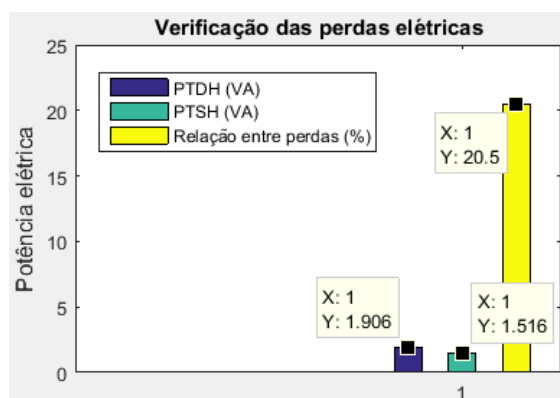 Verificação das perdas elétricas
Potência elétrica
25
20
15
10
5
0
PTDH (VA)
PTSH (VA)
Relação entre perdas (%)
X: 1
Y: 20.5
X: 1
Y: 1.906
X: 1
Y: 1.516
1